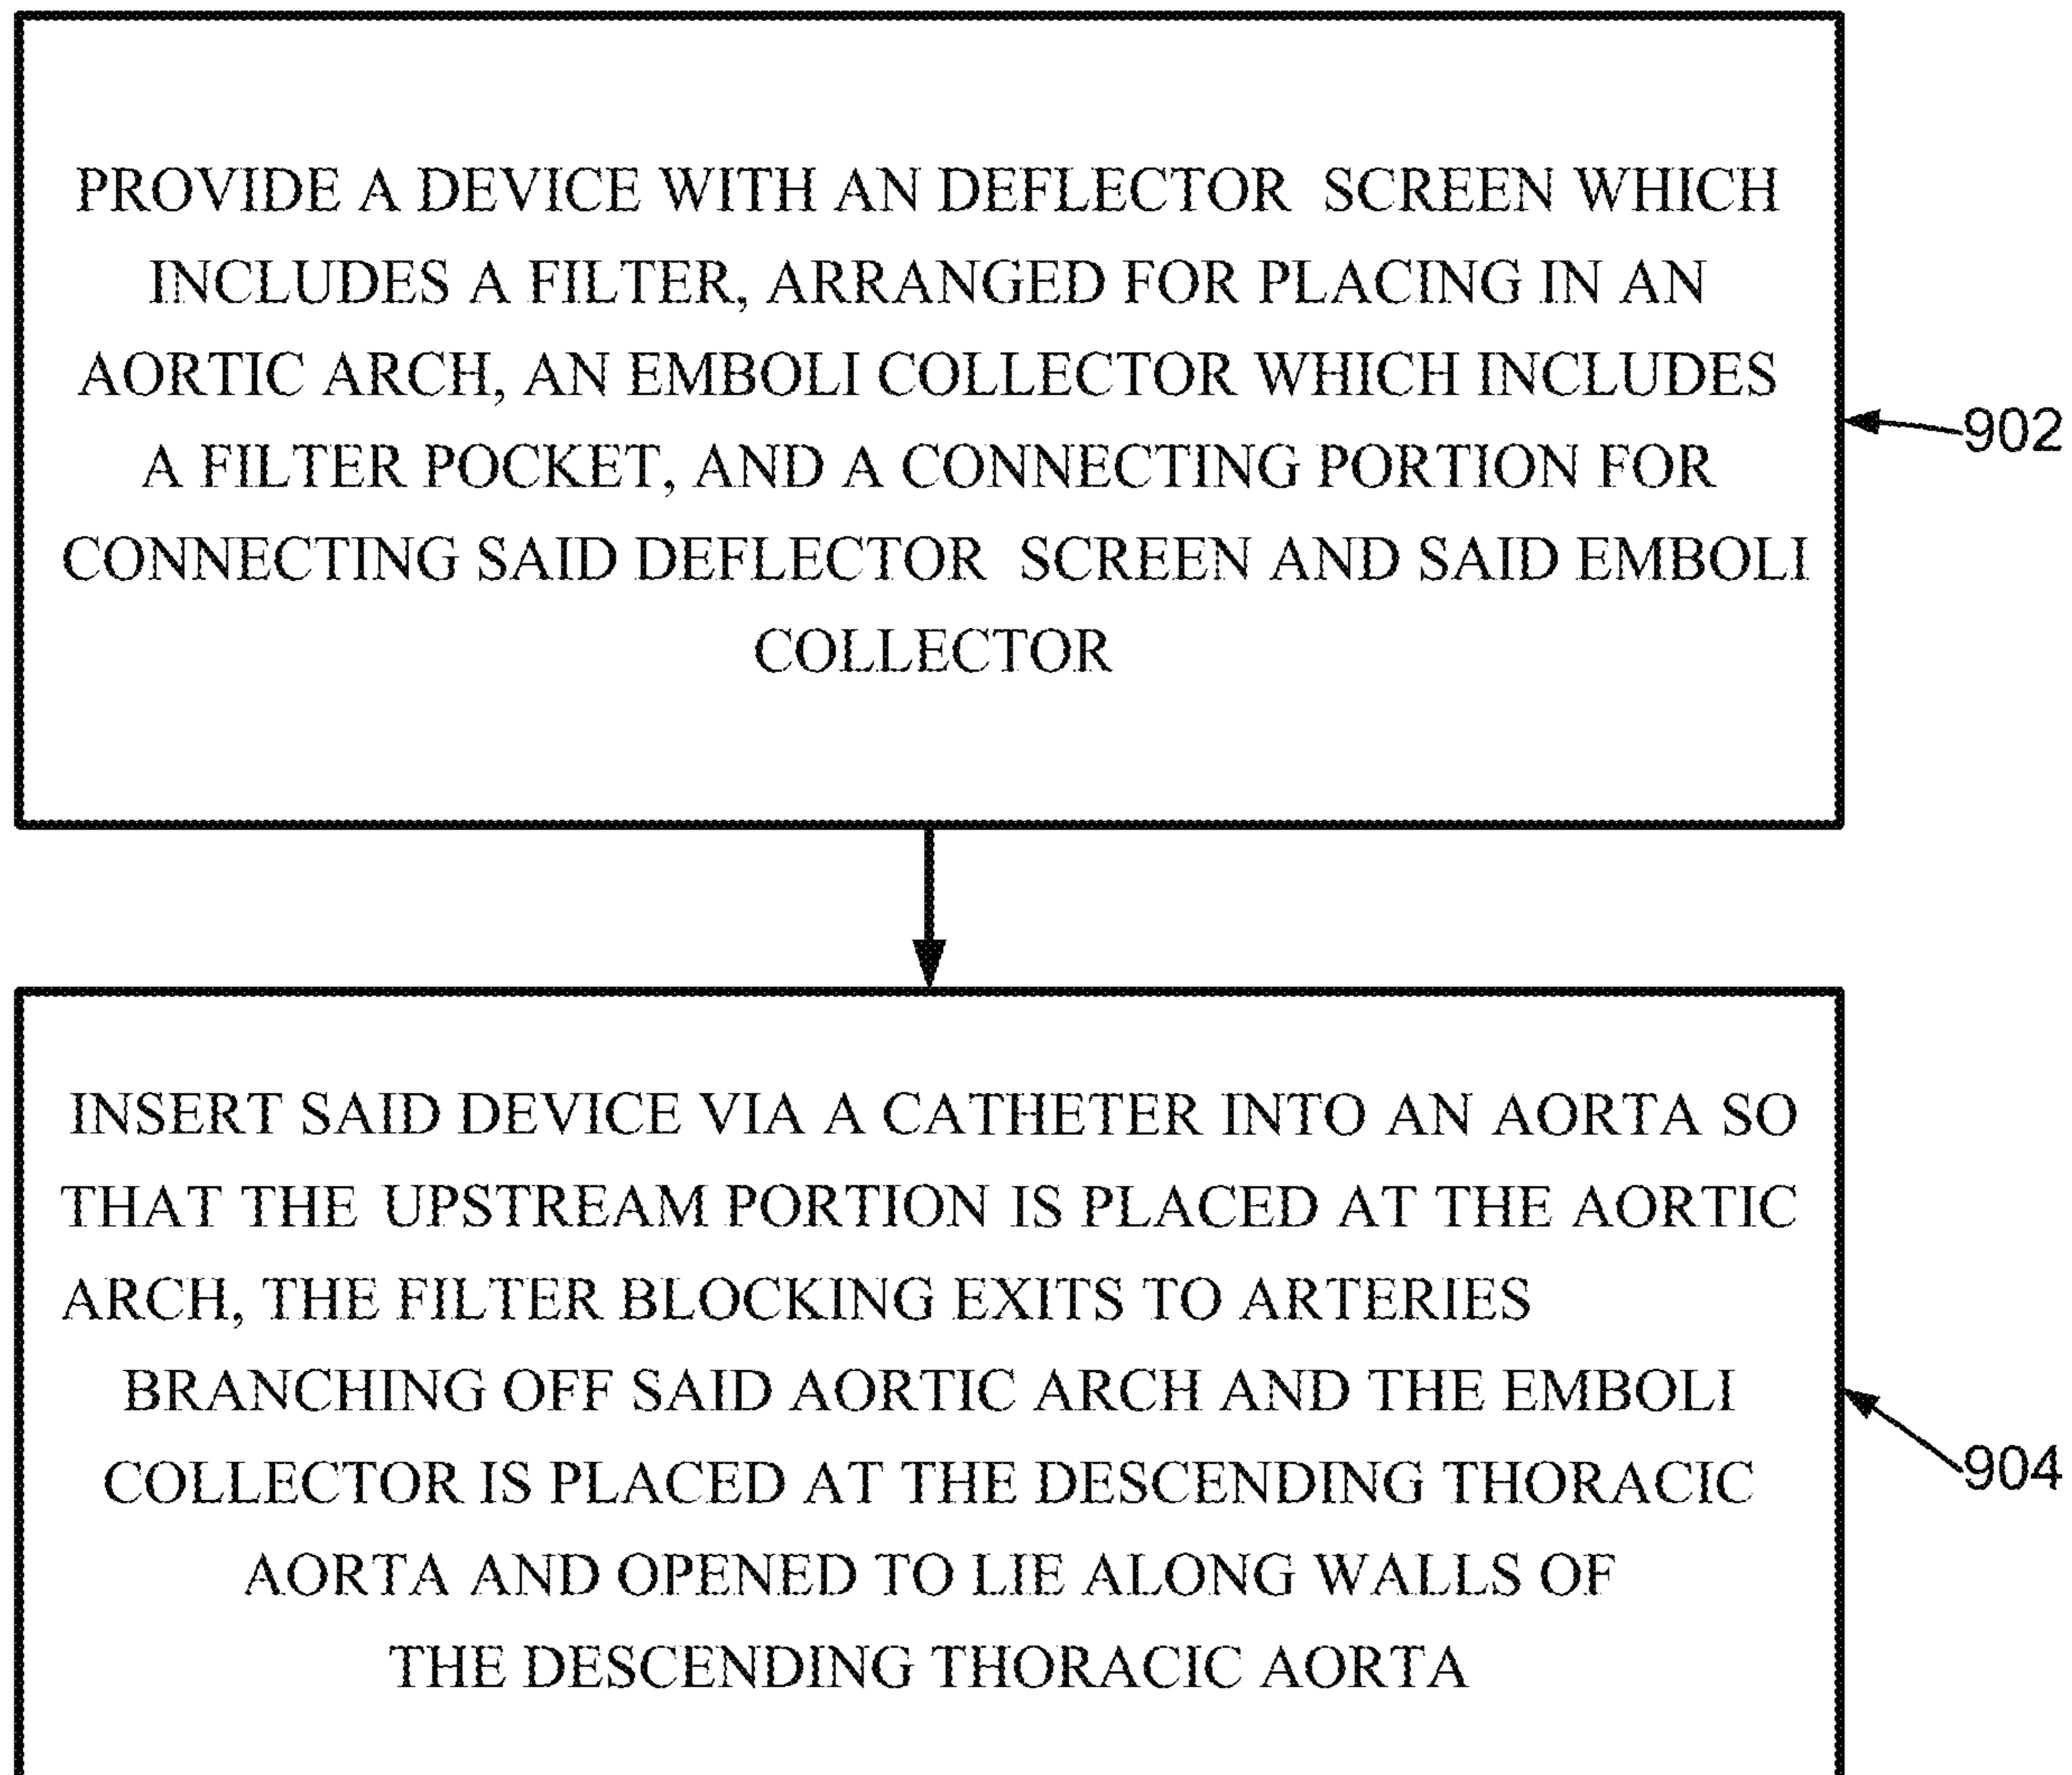 PROVIDE A DEVICE WITH AN DEFLECTOR SCREEN WHICH
INCLUDES A FILTER, ARRANGED FOR PLACING IN AN
AORTIC ARCH, AN EMBOLI COLLECTOR WHICH INCLUDES
A FILTER POCKET, AND A CONNECTING PORTION FOR
CONNECTING SAID DEFLECTOR SCREEN AND SAID EMBOLI
COLLECTOR
902
INSERT SAID DEVICE VIA A CATHETER INTO AN AORTA SO
THAT THE UPSTREAM PORTION IS PLACED AT THE AORTIC
ARCH, THE FILTER BLOCKING EXITS TO ARTERIES
BRANCHING OFF SAID AORTIC ARCH AND THE EMBOLI
COLLECTOR IS PLACED AT THE DESCENDING THORACIC
AORTA AND OPENED TO LIE ALONG WALLS OF
THE DESCENDING THORACIC AORTA
904